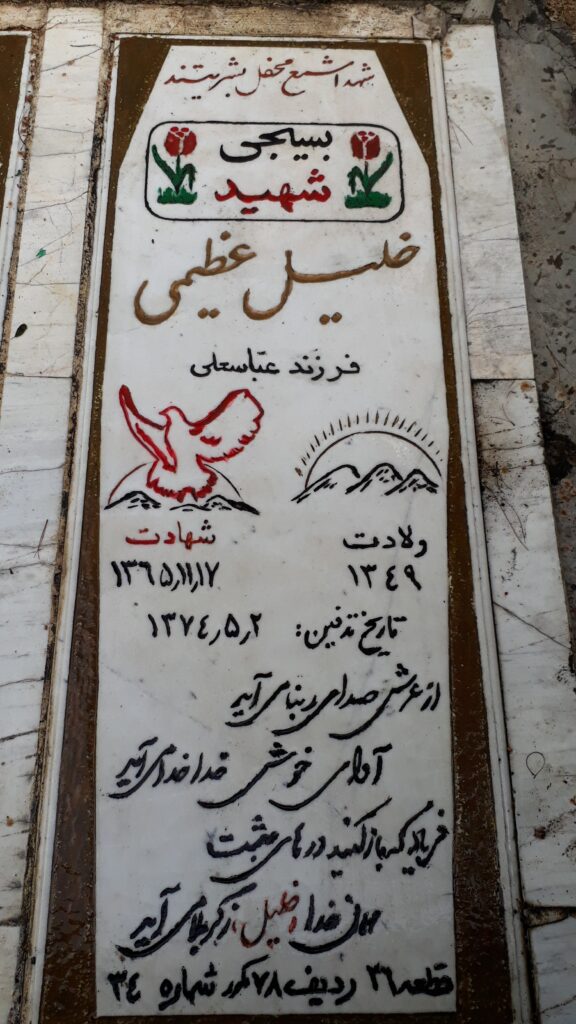 شهدا شمع محفل بشریتند
بسیجی
شهید
خلیل عظیمی
فرزند عباسعلی
ولادت شهادت
۱۳۴۹ ۱۳۶۵/۱۱/۱۷
تاریخ تدفین: ۱۳۷۴/۵/۲
از عرش صدای ربنا می آید
آوای خوش خدا خدا می آید
فریاد که باز کنید درهای بهشت
مهمان خدا خلیل ز کربلا می آید
قطعه ۲۶ ردیف ۷۸ مکرر شماره ۳۴